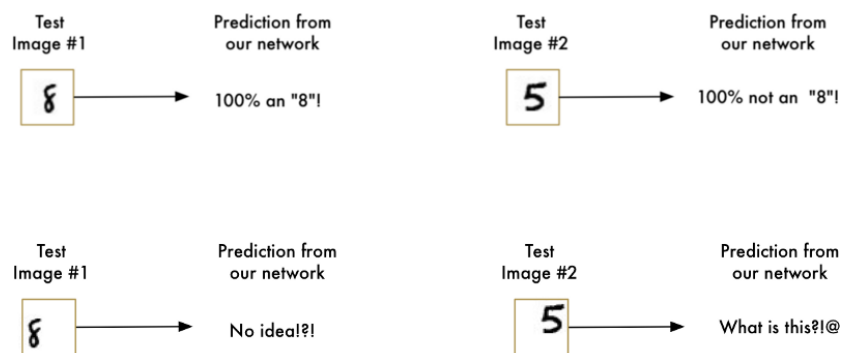 Test
Image #1
Prediction from
our network
8
100% an "8"!
Test
Image #2
Prediction from
our network
5
100% not an "8"!
Test
Image #1
Prediction from
our network
8
No idea!?!
Test
Image #2
Prediction from
our network
5
What is this?!@